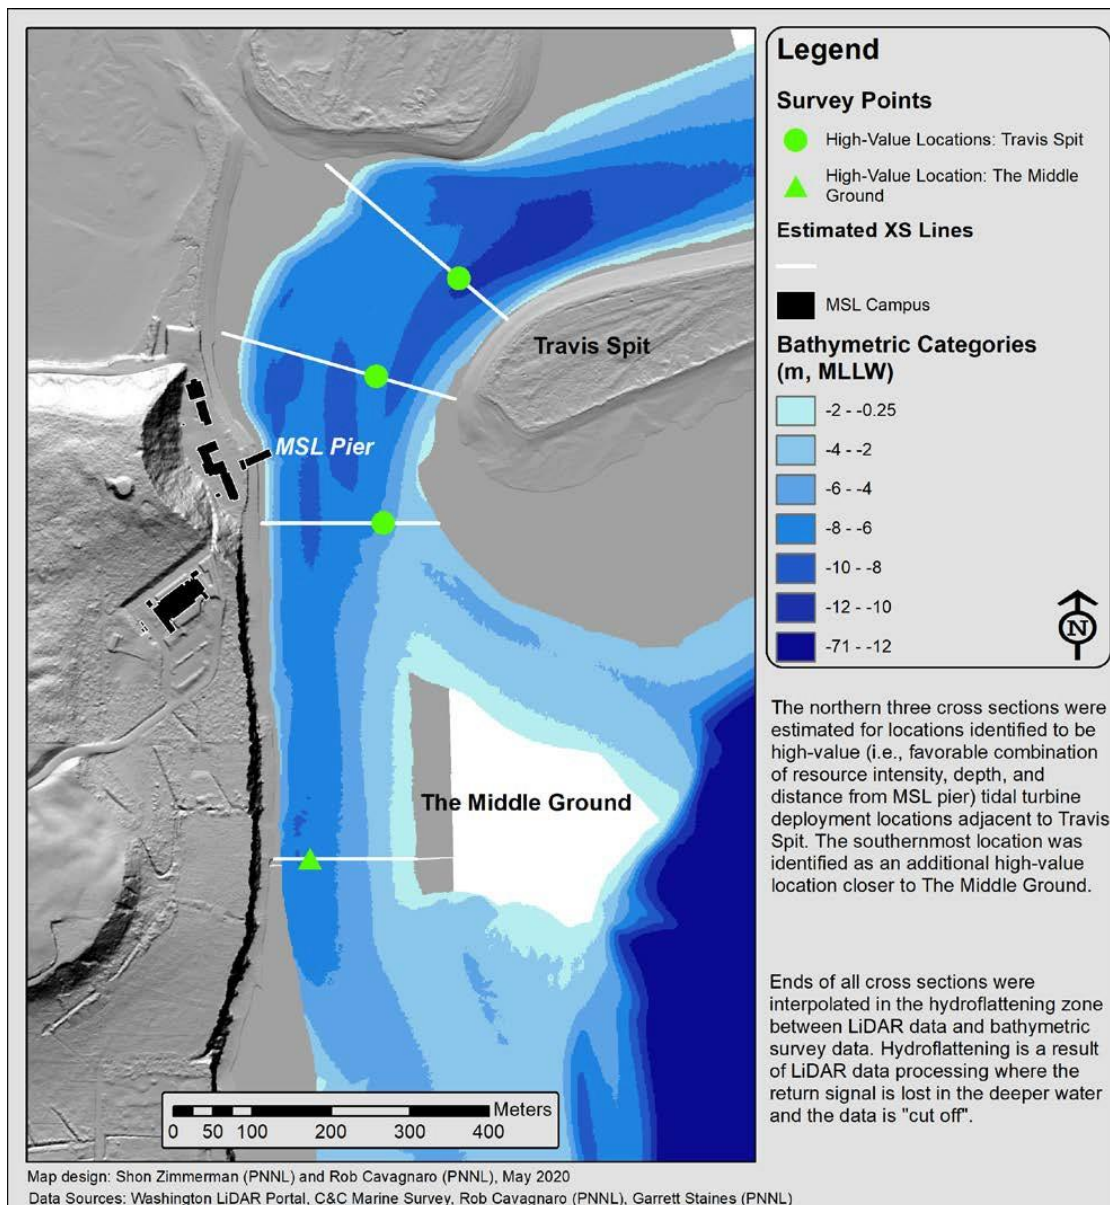 Legend
Survey Points
High-Value Locations: Travis Spit
High-Value Location: The Middle
Ground
Estimated XS Lines
MSL Campus
Bathymetric Categories
(m, MLLW)
-2 - -0.25
-4 - -2
-6 - -4
-8 - -6
-10 - -8
-12 - -10
-71 - -12
N
Travis Spit
MSL Pier
The Middle Ground
The northern three cross sections were
estimated for locations identified to be
high-value (i.e., favorable combination
of resource intensity, depth, and
distance from MSL pier) tidal turbine
deployment locations adjacent to Travis
Spit. The southernmost location was
identified as an additional high-value
location closer to The Middle Ground.
Ends of all cross sections were
interpolated in the hydroflattening zone
between LiDAR data and bathymetric
survey data. Hydroflattening is a result
of LiDAR data processing where the
return signal is lost in the deeper water
and the data is "cut off".
Meters
0 50 100 200 300 400
Map design: Shon Zimmerman (PNNL) and Rob Cavagnaro (PNNL), May 2020
Data Sources: Washington LiDAR Portal, C&C Marine Survey, Rob Cavagnaro (PNNL), Garrett Staines (PNNL)